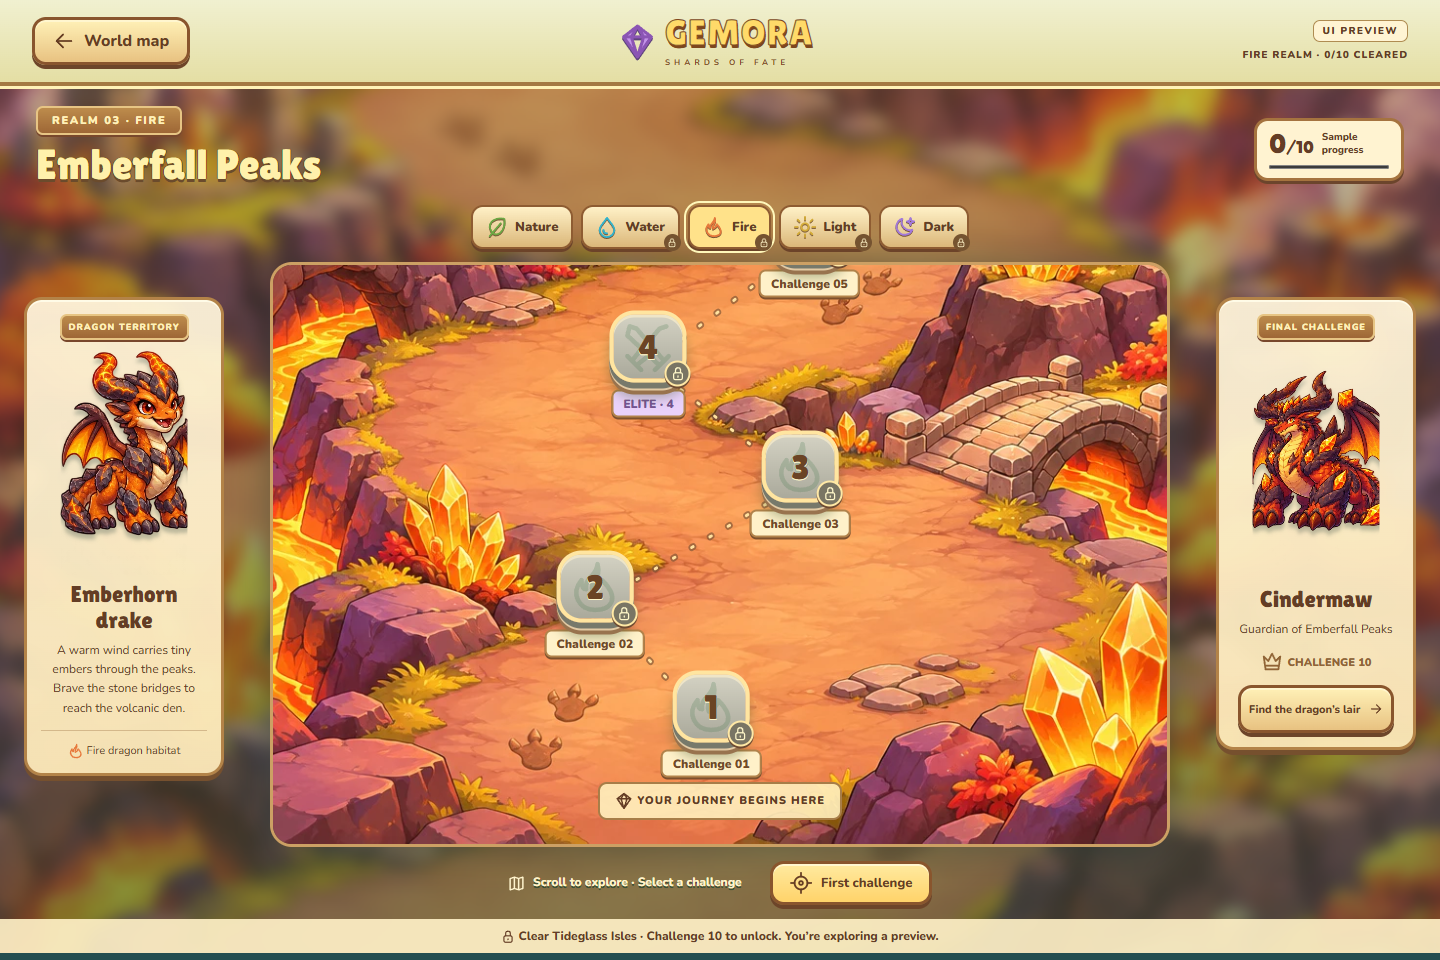 World map
GEMORA
SHARDS OF FATE
UI PREVIEW
FIRE REALM · 0/10 CLEARED
REALM 03 · FIRE
Emberfall Peaks
0/10 Sample progress
Nature
Water
Fire
Light
Dark
Challenge 05
4
ELITE · 4
3
Challenge 03
2
Challenge 02
1
Challenge 01
YOUR JOURNEY BEGINS HERE
DRAGON TERRITORY
Emberhorn
drake
A warm wind carries tiny
embers through the peaks.
Brave the stone bridges to
reach the volcanic den.
Fire dragon habitat
FINAL CHALLENGE
Cindermaw
Guardian of Emberfall Peaks
CHALLENGE 10
Find the dragon's lair
Scroll to explore · Select a challenge
First challenge
Clear Tideglass Isles · Challenge 10 to unlock. You're exploring a preview.